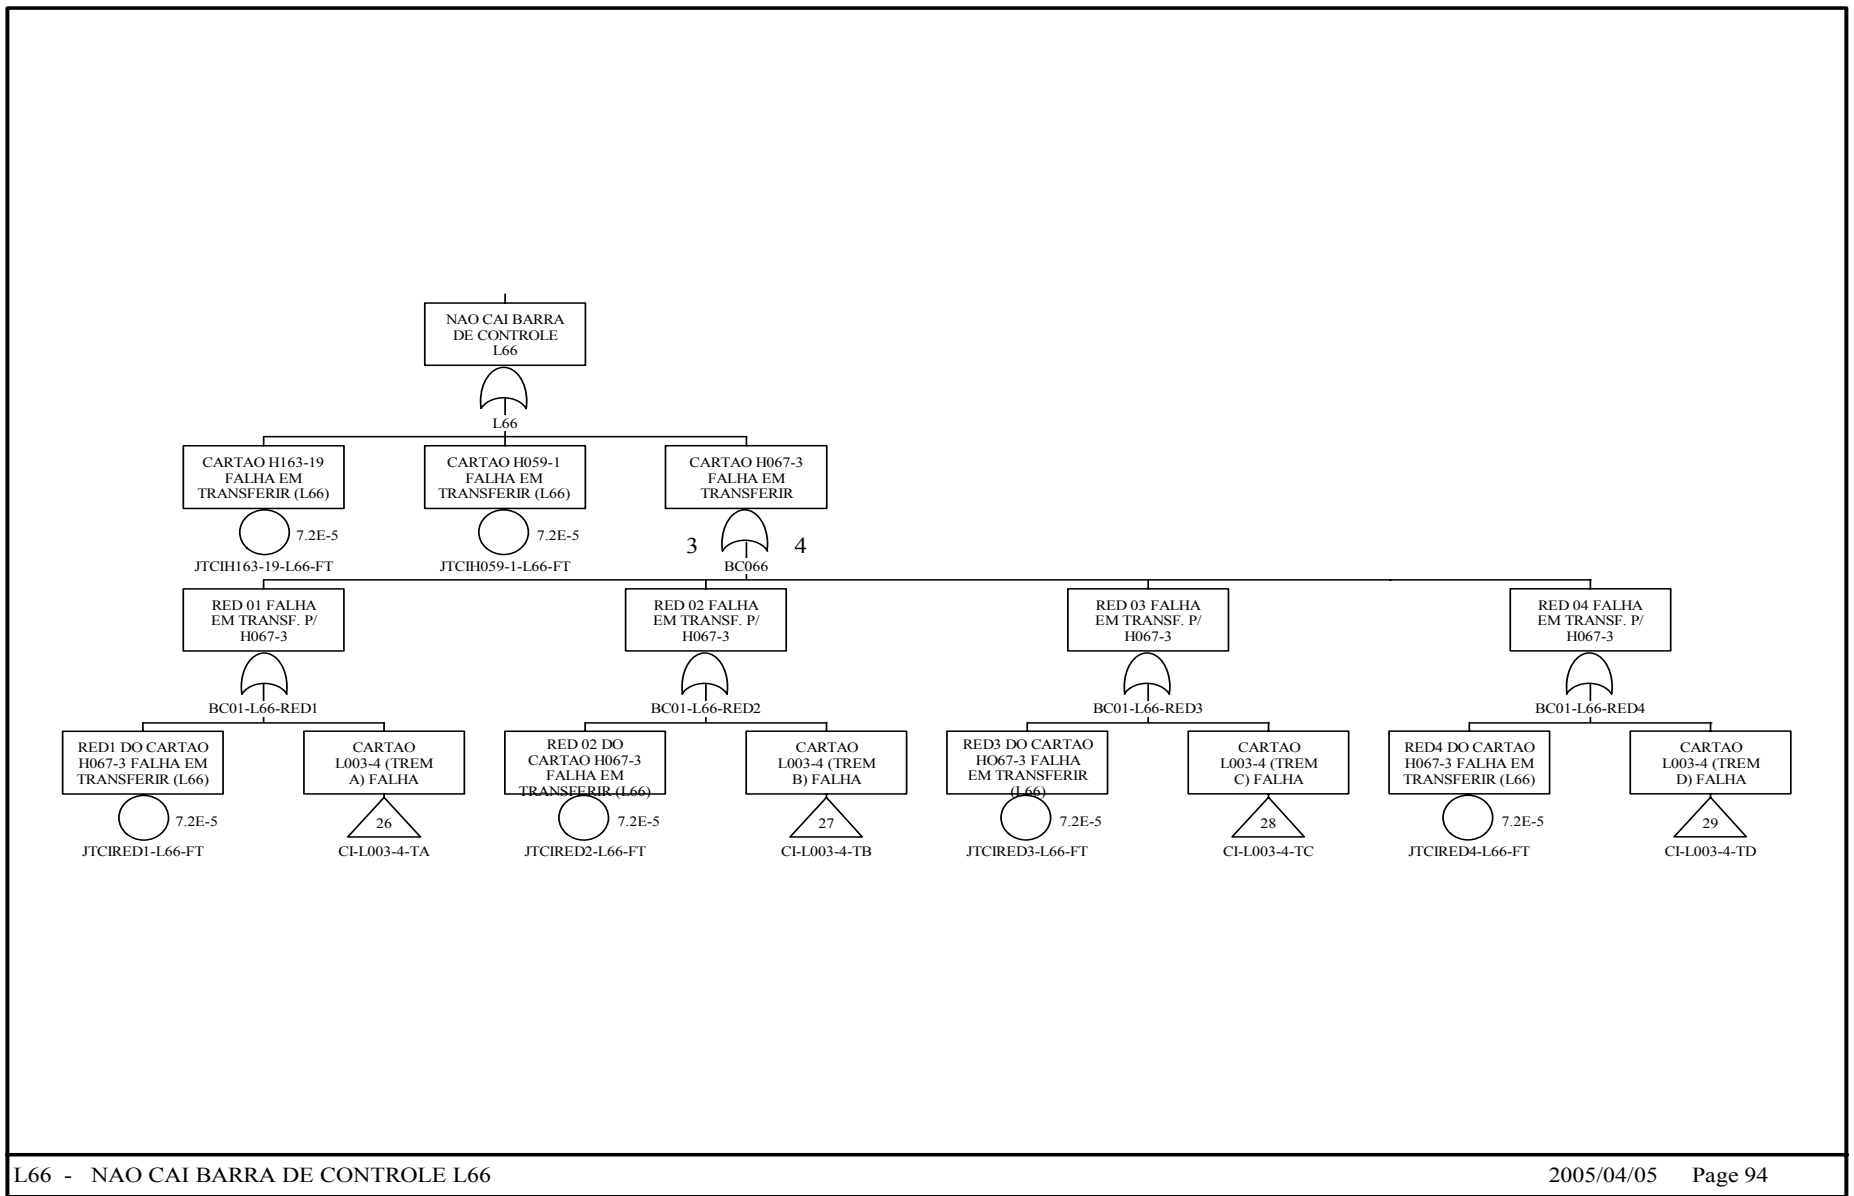 NAO CAI BARRA
DE CONTROLE
L66
L66
CARTAO H163-19
FALHA EM
TRANSFERIR (L66)
7.2E-5
JTCIH163-19-L66-FT
CARTAO H059-1
FALHA EM
TRANSFERIR (L66)
7.2E-5
JTCIH059-1-L66-FT
CARTAO H067-3
FALHA EM
TRANSFERIR
3 4
BC066
RED 01 FALHA
EM TRANSF. P/
H067-3
BC01-L66-RED1
RED 02 FALHA
EM TRANSF. P/
H067-3
BC01-L66-RED2
RED 03 FALHA
EM TRANSF. P/
H067-3
BC01-L66-RED3
RED 04 FALHA
EM TRANSF. P/
H067-3
BC01-L66-RED4
RED1 DO CARTAO
H067-3 FALHA EM
TRANSFERIR (L66)
7.2E-5
JTCIRED1-L66-FT
CARTAO
L003-4 (TREM
A) FALHA
26
CI-L003-4-TA
RED 02 DO
CARTAO H067-3
FALHA EM
TRANSFERIR (L66)
7.2E-5
JTCIRED2-L66-FT
CARTAO
L003-4 (TREM
B) FALHA
27
CI-L003-4-TB
RED3 DO CARTAO
HO67-3 FALHA
EM TRANSFERIR
(L66)
7.2E-5
JTCIRED3-L66-FT
CARTAO
L003-4 (TREM
C) FALHA
28
CI-L003-4-TC
RED4 DO CARTAO
H067-3 FALHA EM
TRANSFERIR (L66)
7.2E-5
JTCIRED4-L66-FT
CARTAO
L003-4 (TREM
D) FALHA
29
CI-L003-4-TD
L66 - NAO CAI BARRA DE CONTROLE L66
2005/04/05 Page 94